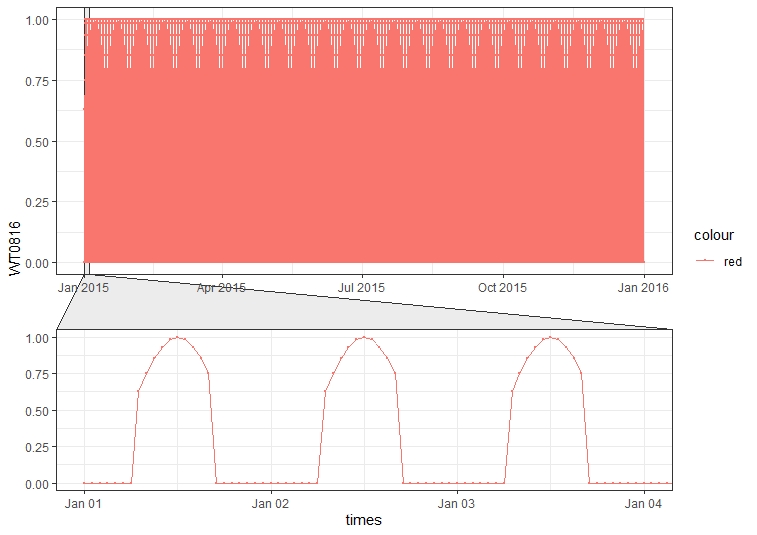 1.00
0.75
0.50
0.25
0.00
WT0816
Jan 2015
Apr 2015
Jul 2015
Oct 2015
Jan 2016
colour
red
1.00
0.75
0.50
0.25
0.00
Jan 01
Jan 02
Jan 03
Jan 04
times